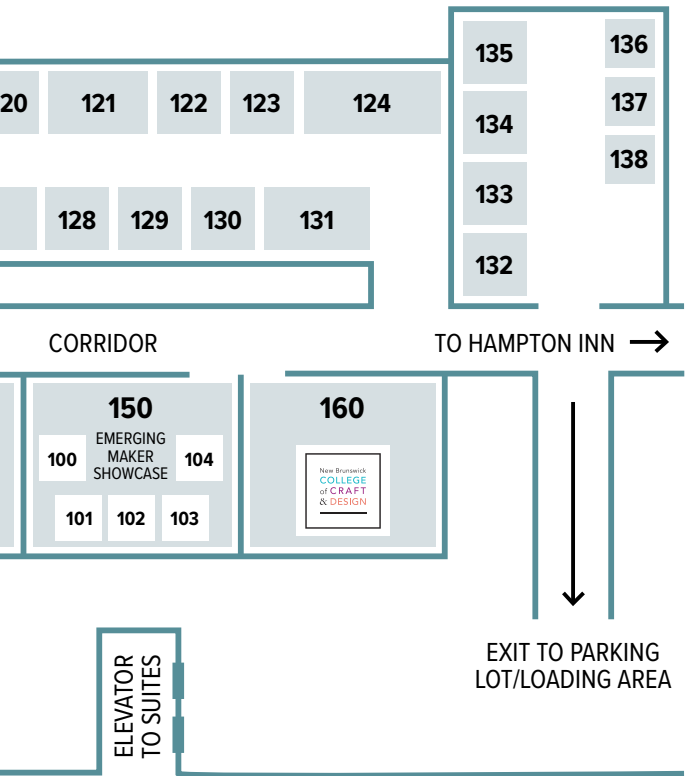 135
136
20
121
122
123
124
137
134
138
128
129
130
131
133
132
CORRIDOR
TO HAMPTON INN
150
160
EMERGING
MAKER
SHOWCASE
100
104
101
102
103
New Brunswick
COLLEGE
of CRAFT
& DESIGN
ELEVATOR
TO SUITES
EXIT TO PARKING
LOT/LOADING AREA